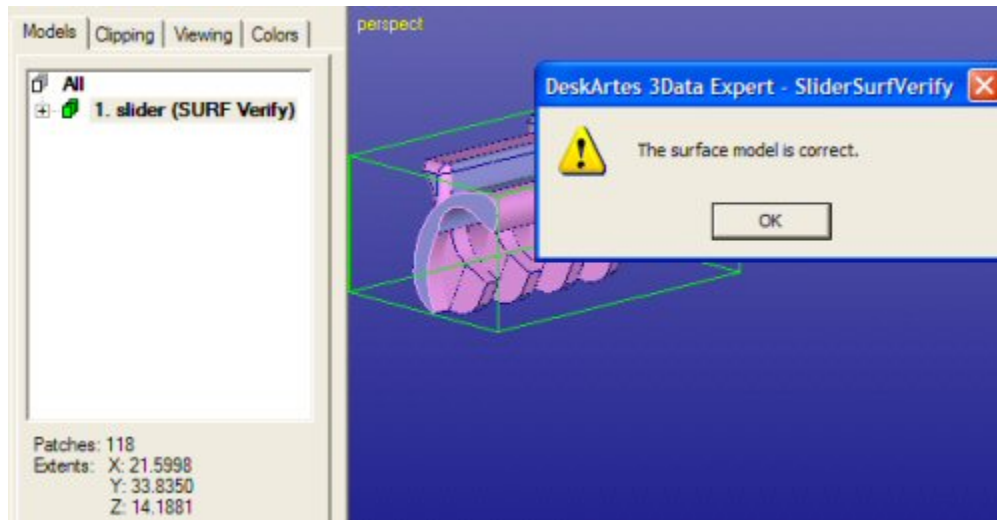 Models Clipping Viewing Colors
All
1. slider (SURF Verify)
Patches: 118
Extents: X: 21.5998
Y: 33.8350
Z: 14.1881
perspect
DeskArtes 3Data Expert - SliderSurfVerify
The surface model is correct.
OK